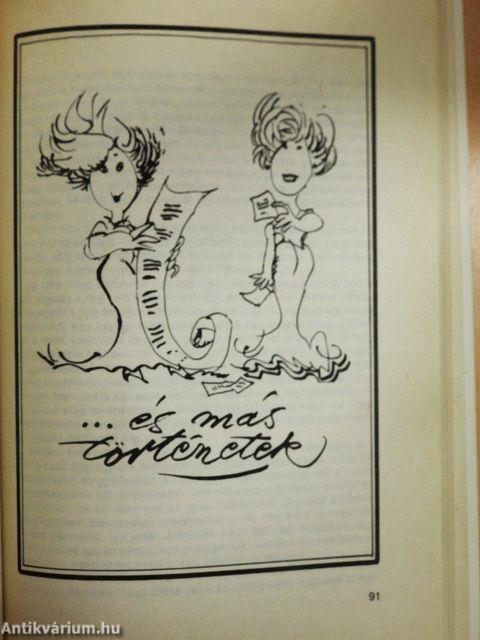 ... és más
történetek
91
Antikvárium.hu